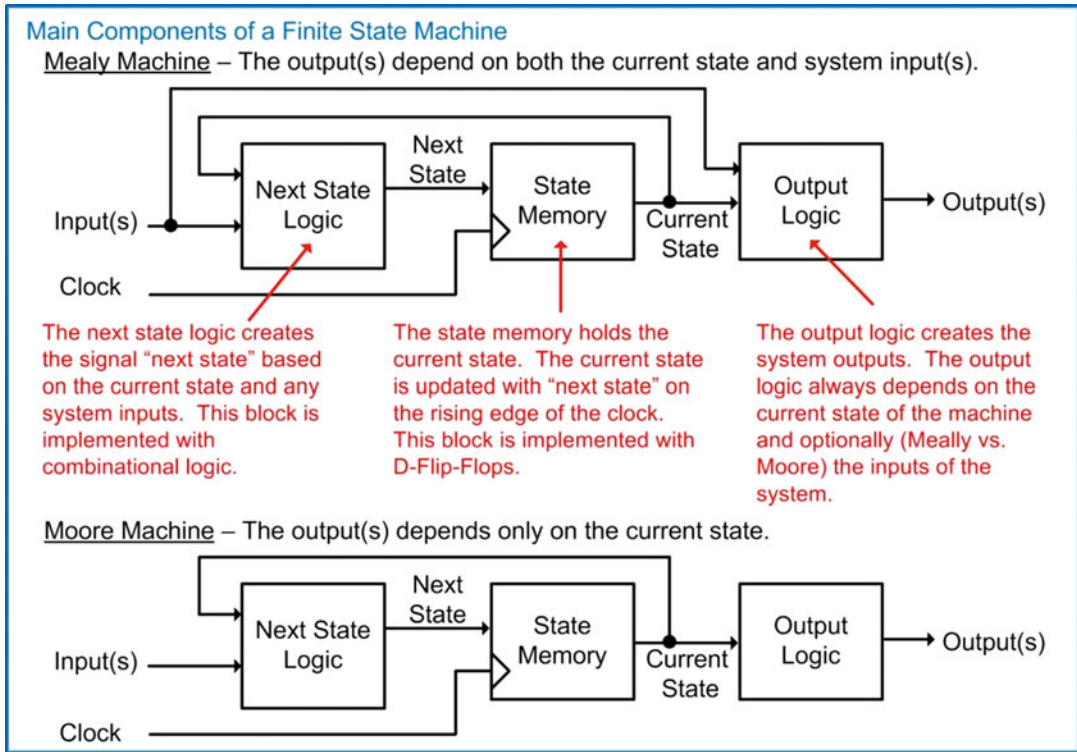 Main Components of a Finite State Machine
Mealy Machine – The output(s) depend on both the current state and system input(s).
Next
State
Next State
Logic
State
Memory
Output
Logic
Input(s)
Current
State
Output(s)
Clock
The next state logic creates
the signal “next state” based
on the current state and any
system inputs. This block is
implemented with
combinational logic.
The state memory holds the
current state. The current state
is updated with “next state” on
the rising edge of the clock.
This block is implemented with
D-Flip-Flops.
The output logic creates the
system outputs. The output
logic always depends on the
current state of the machine
and optionally (Meally vs.
Moore) the inputs of the
system.
Moore Machine – The output(s) depends only on the current state.
Next
State
Next State
Logic
State
Memory
Output
Logic
Input(s)
Current
State
Output(s)
Clock